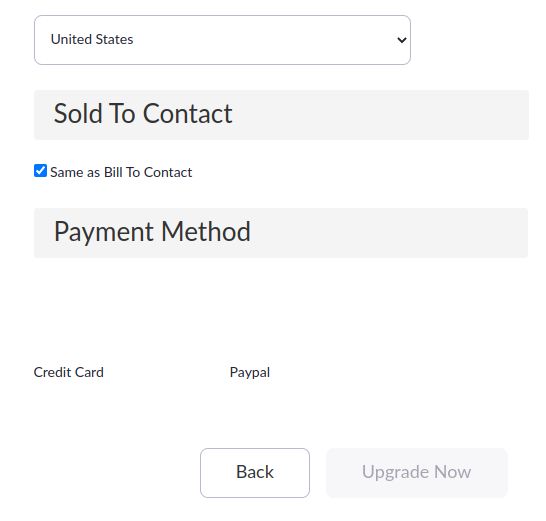 United States
Sold To Contact
Same as Bill To Contact
Payment Method
Credit Card Paypal
Back Upgrade Now